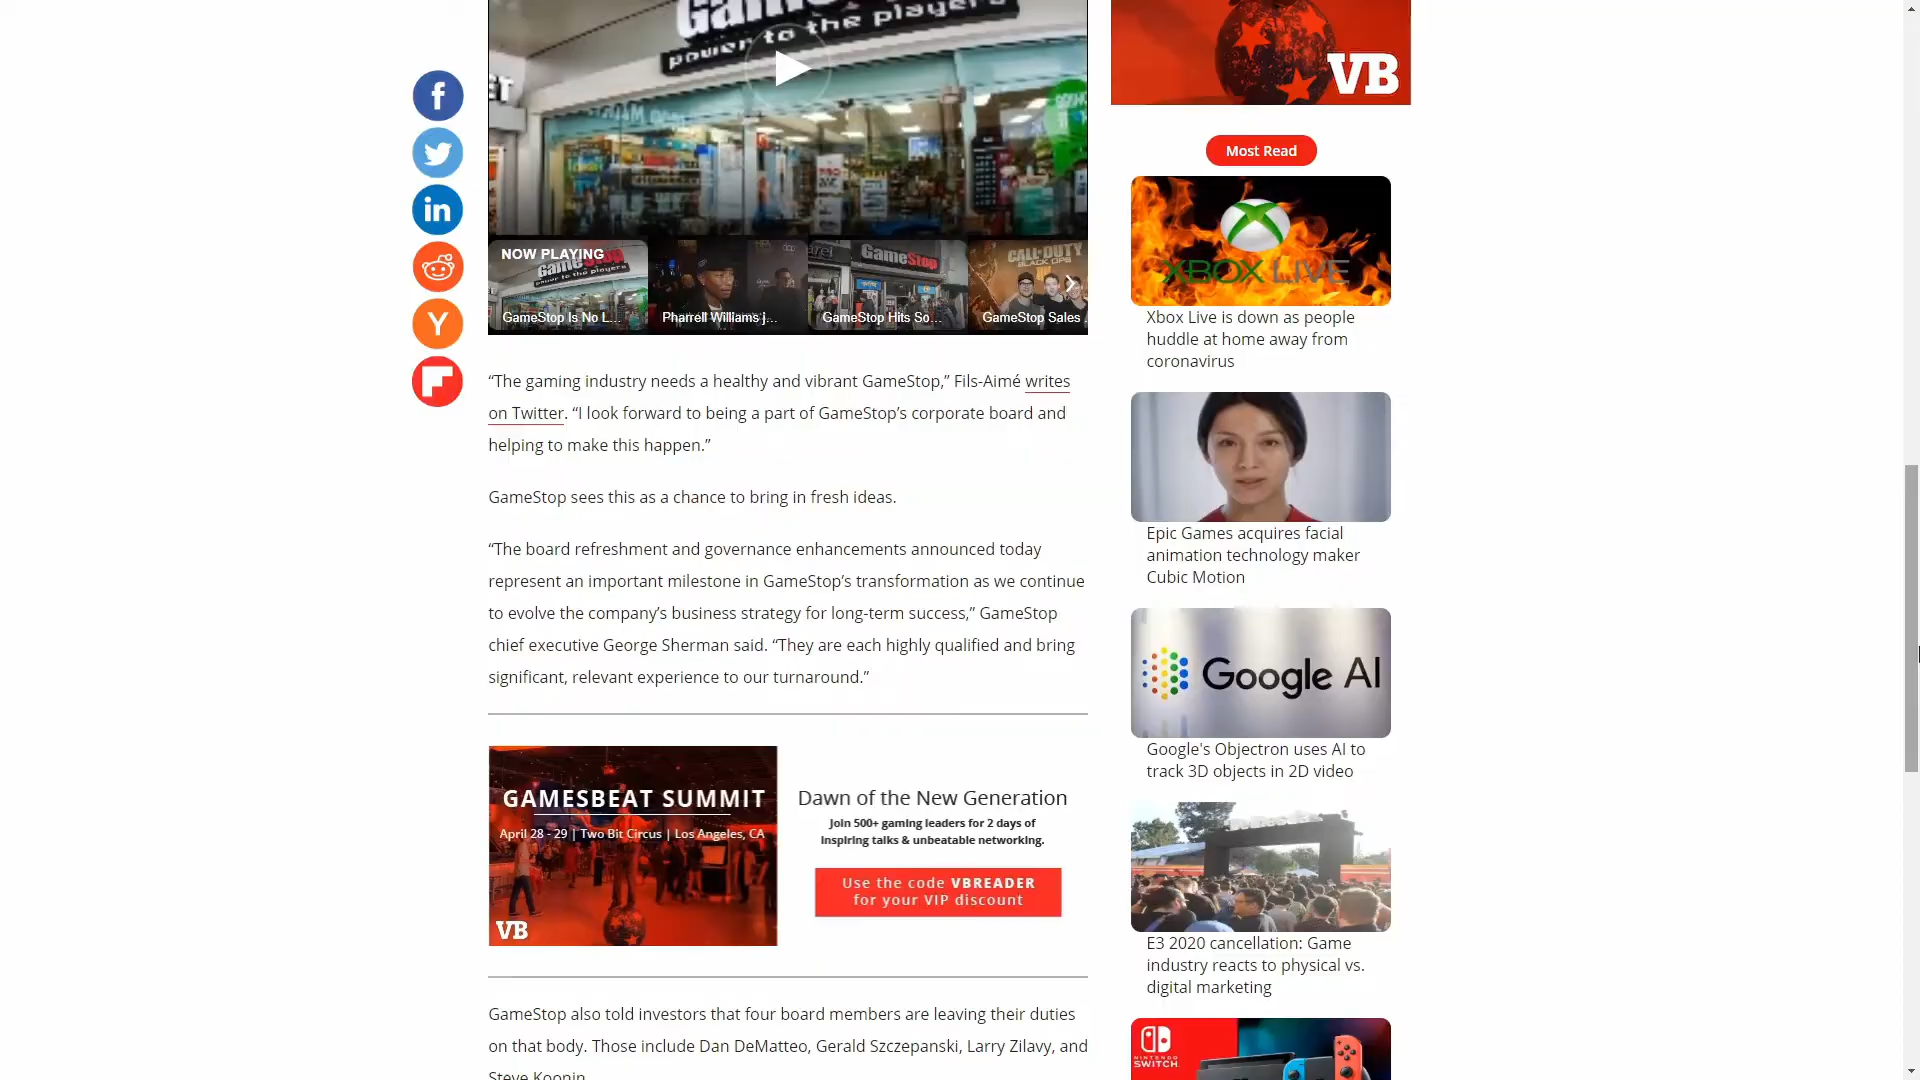 power to the players
VB
Most Read
XBOX LIVE
NOW PLAYING
GameStop
power to the players
GameStop
CALL OF DUTY
BLACK OPS
GameStop Is No L...
Pharrell Williams j...
GameStop Hits So...
GameStop Sales
Xbox Live is down as people
huddle at home away from
coronavirus
“The gaming industry needs a healthy and vibrant GameStop,” Fils-Aimé writes
on Twitter. “I look forward to being a part of GameStop’s corporate board and
helping to make this happen.”
GameStop sees this as a chance to bring in fresh ideas.
“The board refreshment and governance enhancements announced today
represent an important milestone in GameStop’s transformation as we continue
to evolve the company’s business strategy for long-term success,” GameStop
chief executive George Sherman said. “They are each highly qualified and bring
significant, relevant experience to our turnaround.”
Epic Games acquires facial
animation technology maker
Cubic Motion
Google AI
Google's Objectron uses AI to
track 3D objects in 2D video
GAMESBEAT SUMMIT
April 28 - 29 | Two Bit Circus | Los Angeles, CA
VB
Dawn of the New Generation
Join 500+ gaming leaders for 2 days of
inspiring talks & unbeatable networking.
Use the code VBREADER
for your VIP discount
E3 2020 cancellation: Game
industry reacts to physical vs.
digital marketing
GameStop also told investors that four board members are leaving their duties
on that body. Those include Dan DeMatteo, Gerald Szczepanski, Larry Zilavy, and
Steve Koonin
NINTENDO
SWITCH